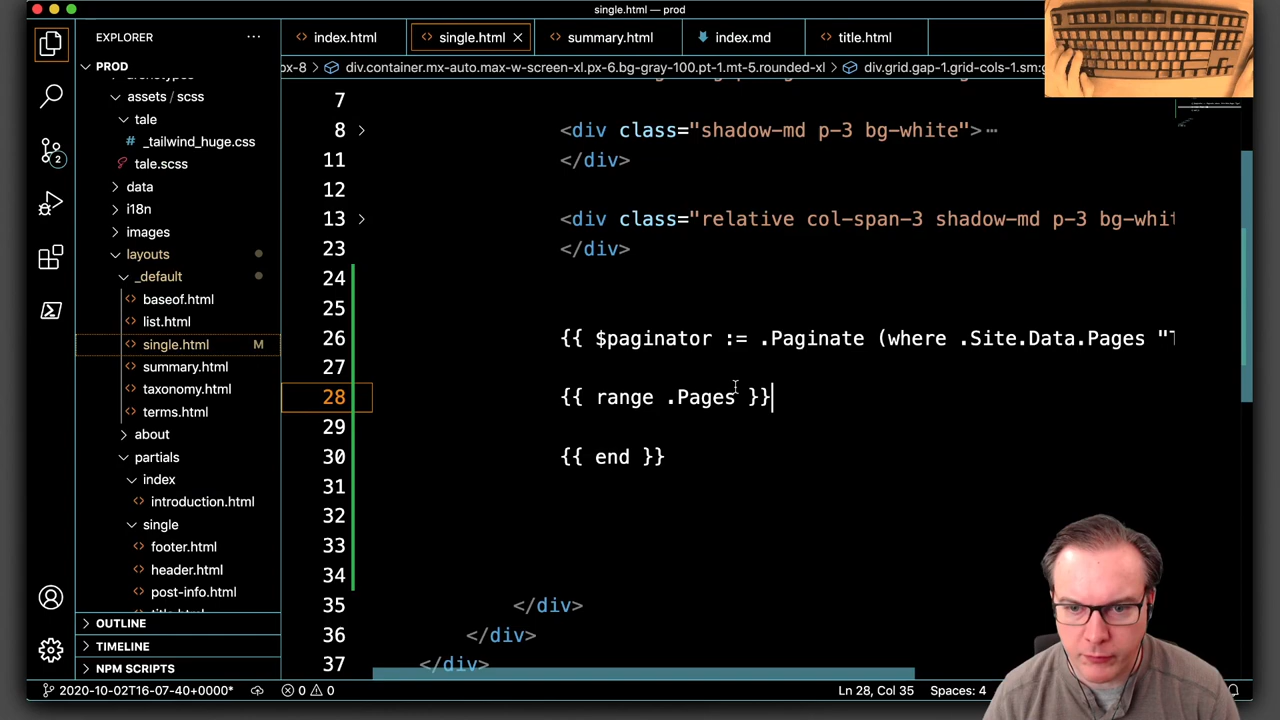 single.html — prod
EXPLORER
index.html
single.html
summary.html
index.md
title.html
PROD
px-8
div.container.mx-auto.max-w-screen-xl.px-6.bg-gray-100.pt-1.mt-5.rounded-xl
div.grid.gap-1.grid-cols-1.sm:g
assets / scss
tale
_tailwind_huge.css
tale.scss
data
i18n
images
layouts
_default
baseof.html
list.html
single.html M
summary.html
taxonomy.html
terms.html
about
partials
index
introduction.html
single
footer.html
header.html
post-info.html
OUTLINE
TIMELINE
NPM SCRIPTS
7
8 <div class="shadow-md p-3 bg-white">
11 </div>
12
13 <div class="relative col-span-3 shadow-md p-3 bg-whit
23 </div>
24
25
26 {{ $paginator := .Paginate (where .Site.Data.Pages "T
27
28 {{ range .Pages }}
29
30 {{ end }}
31
32
33
34
35 </div>
36 </div>
37 </div>
2
2020-10-02T16-07-40+0000*
0 0
Ln 28, Col 35
Spaces: 4